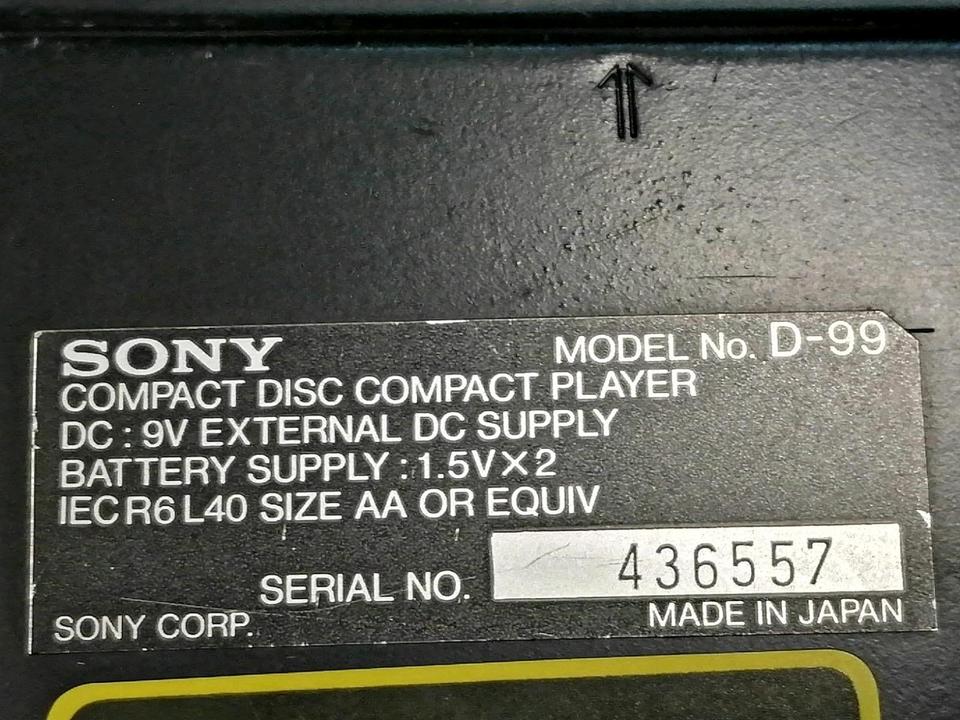 SONY MODEL No. D-99
COMPACT DISC COMPACT PLAYER
DC : 9V EXTERNAL DC SUPPLY
BATTERY SUPPLY : 1.5V×2
IEC R6 L40 SIZE AA OR EQUIV
SERIAL NO. 436557
SONY CORP. MADE IN JAPAN